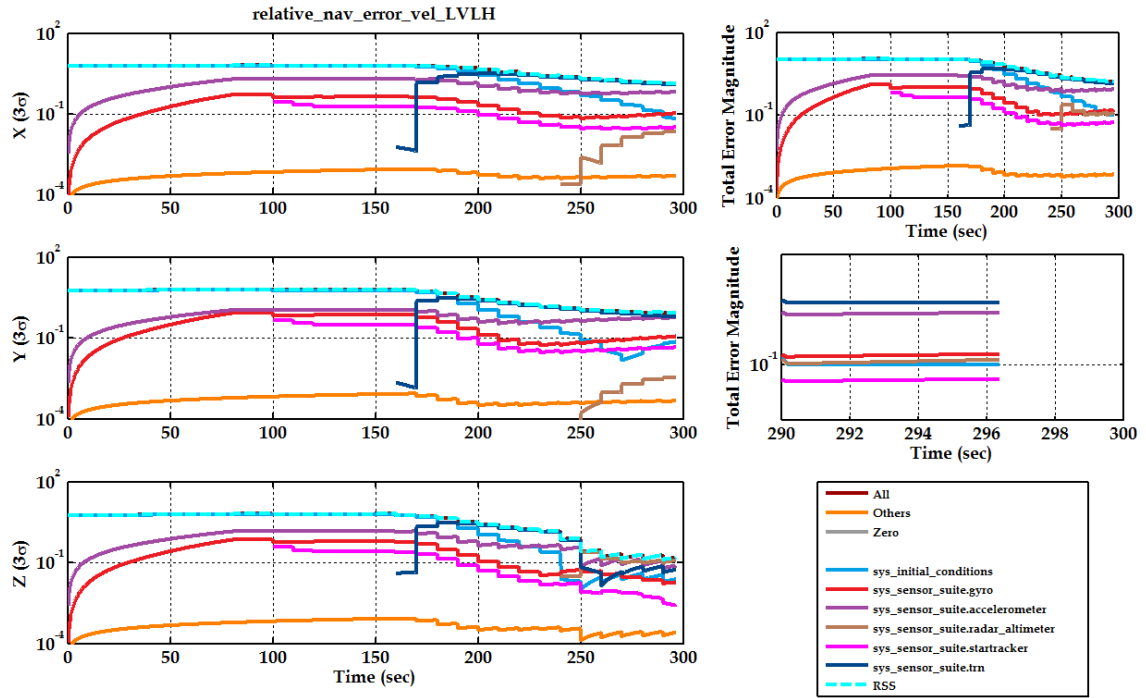 relative_nav_error_vel_LVLH
X (3σ)
10^2
10^-1
10^-4
0 50 100 150 200 250 300
Total Error Magnitude
10^2
10^-1
10^-4
0 50 100 150 200 250 300
Time (sec)
Y (3σ)
10^2
10^-1
10^-4
0 50 100 150 200 250 300
Total Error Magnitude
10^-1
290 292 294 296 298 300
Time (sec)
Z (3σ)
10^2
10^-1
10^-4
0 50 100 150 200 250 300
Time (sec)
All
Others
Zero
sys_initial_conditions
sys_sensor_suite.gyro
sys_sensor_suite.accelerometer
sys_sensor_suite.radar_altimeter
sys_sensor_suite.startracker
sys_sensor_suite.trn
RSS